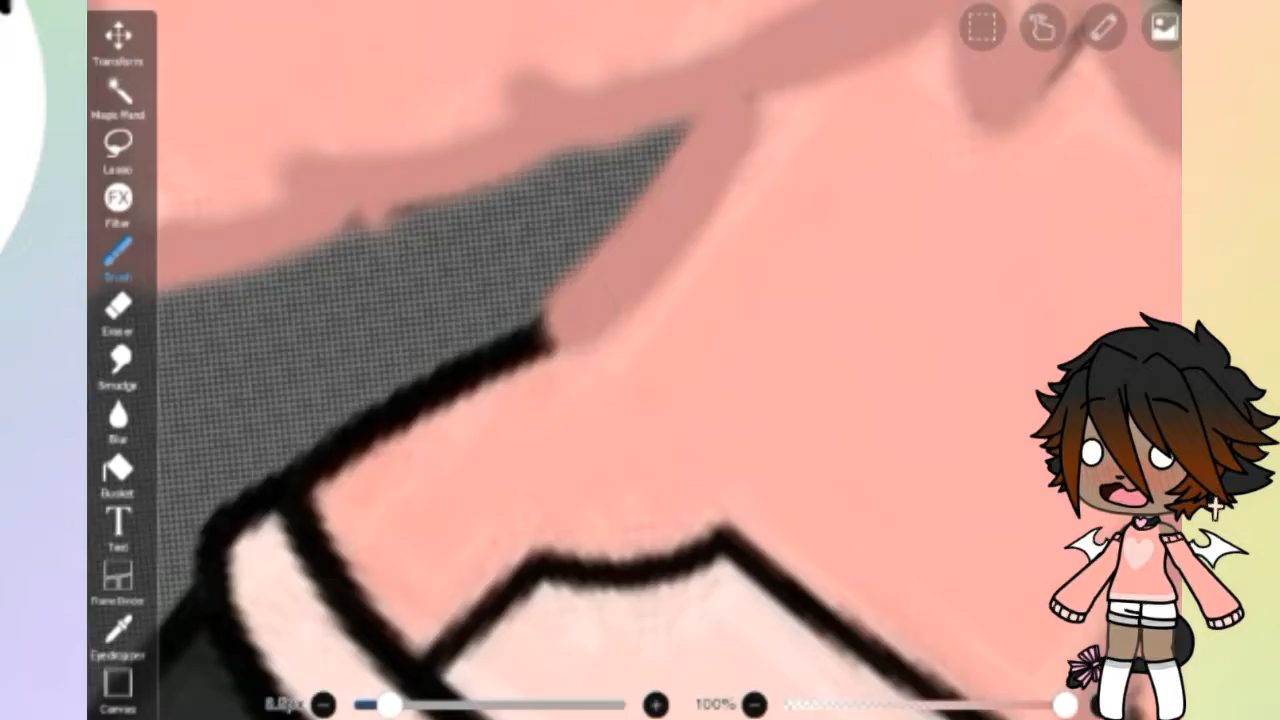 Transform
Magic Wand
Lasso
FX
Filter
Brush
Eraser
Smudge
Blur
Bucket
T
Text
Frame Divider
Eyedropper
Canvas
100%